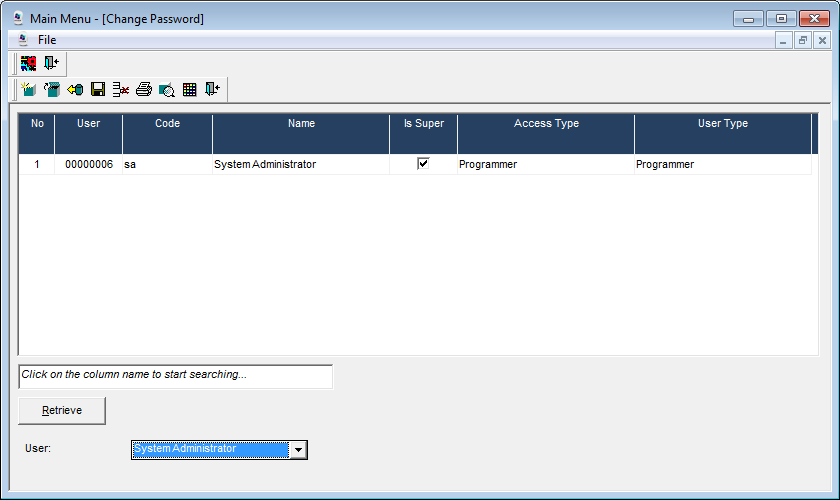 Main Menu - [Change Password]
File
No User Code Name Is Super Access Type User Type
1 00000006 sa System Administrator Programmer Programmer
Click on the column name to start searching...
Retrieve
User: System Administrator